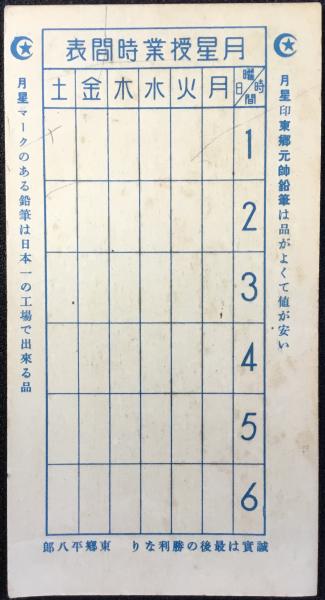 月星授業時間表
月星印東郷元帥鉛筆は品がよくて値が安い
時間 曜日 月 火 水 木 金 土
1
2
3
4
5
6
誠實は最後の勝利なり 東郷平八郎
月星マークのある鉛筆は日本一の工場で出來る品